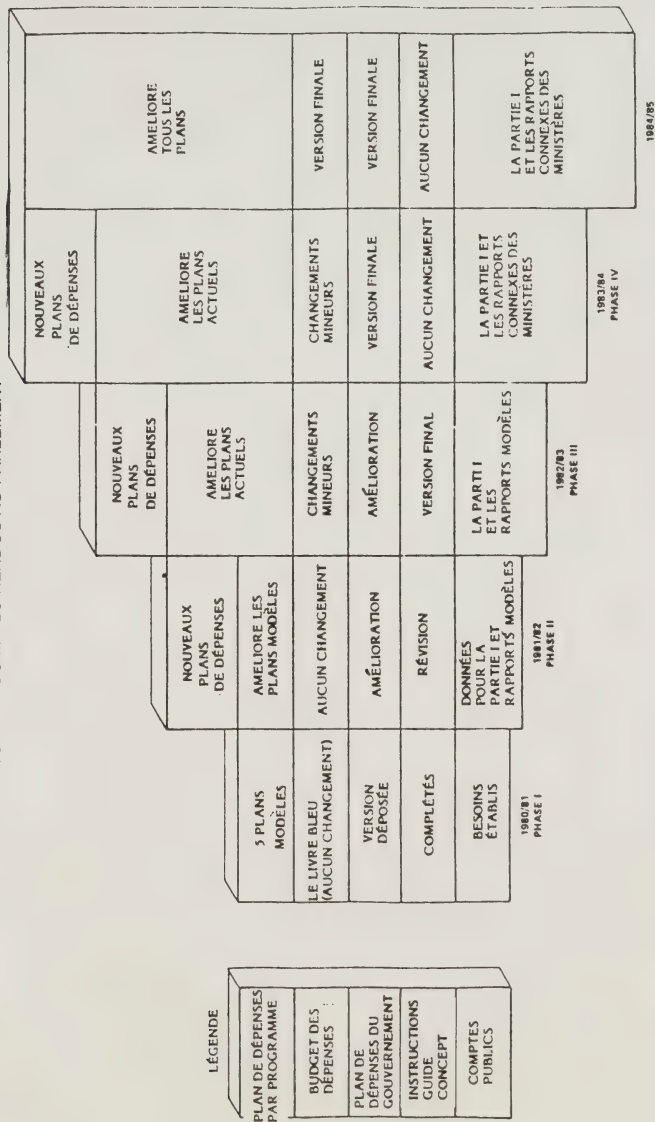 LÉGENDE
PLAN DE DÉPENSES
PAR PROGRAMME
BUDGET DES
DÉPENSES :
PLAN DE
DÉPENSES DU
GOUVERNEMENT
INSTRUCTIONS
GUIDE
CONCEPT
COMPTES
PUBLICS
5 PLANS
MODÈLES
LE LIVRE BLEU
(AUCUN CHANGEMENT)
VERSION
DÉPOSÉE
COMPLÉTÉS
BESOINS
ÉTABLIS
1980/81
PHASE I
NOUVEAUX
PLANS
DE DÉPENSES
AMELIORE LES
PLANS MODÈLES
AUCUN CHANGEMENT
AMÉLIORATION
RÉVISION
DONNÉES
POUR LA
PARTIE I ET
RAPPORTS MODÈLES
1981/82
PHASE II
NOUVEAUX
PLANS
DE DÉPENSES
AMELIORE
LES PLANS
ACTUELS
CHANGEMENTS
MINEURS
AMÉLIORATION
VERSION FINAL
LA PARTI I
ET LES
RAPPORTS MODÈLES
1982/83
PHASE III
NOUVEAUX
PLANS
DE DÉPENSES
AMELIORE
LES PLANS
ACTUELS
CHANGEMENTS
MINEURS
VERSION FINALE
AUCUN CHANGEMENT
LA PARTIE I ET
LES RAPPORTS
CONNEXES DES
MINISTÈRES
1983/84
PHASE IV
AMELIORE
TOUS LES
PLANS
VERSION FINALE
VERSION FINALE
AUCUN CHANGEMENT
LA PARTIE I
ET LES RAPPORTS
CONNEXES DES
MINISTÈRES
1984/85